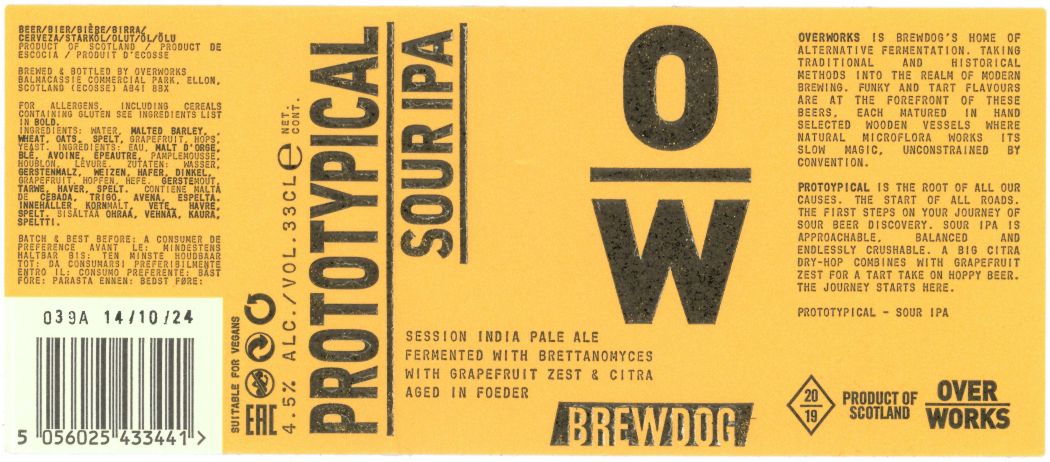 BEER/BIER/BIÈRE/BIRRA/
CERVEZA/STARKÖL/OLUT/ÖL/ÕLU
PRODUCT OF SCOTLAND / PRODUCT DE
ESCOCIA / PRODUIT D'ECOSSE
BREWED & BOTTLED BY OVERWORKS
BALMACASSIE COMMERCIAL PARK, ELLON,
SCOTLAND (ECOSSE) AB41 8BX
FOR ALLERGENS, INCLUDING CEREALS
CONTAINING GLUTEN SEE INGREDIENTS LIST
IN BOLD.
INGREDIENTS: WATER, MALTED BARLEY,
WHEAT, OATS, SPELT, GRAPEFRUIT, HOPS,
YEAST. INGREDIENTS: EAU, MALT D'ORGE,
BLÉ, AVOINE, ÉPEAUTRE, PAMPLEMOUSSE,
HOUBLON, LEVURE. ZUTATEN: WASSER,
GERSTENMALZ, WEIZEN, HAFER, DINKEL,
GRAPEFRUIT, HOPFEN, HEFE. GERSTEMOUT,
TARWE, HAVER, SPELT. CONTIENE MALTA
DE CEBADA, TRIGO, AVENA, ESPELTA.
INNEHÅLLER KORNMALT, VETE, HAVRE,
SPELT. SISÄLTÄÄ OHRAA, VEHNÄÄ, KAURA,
SPELTTI.
BATCH & BEST BEFORE: A CONSUMER DE
PREFERENCE AVANT LE: MINDESTENS
HALTBAR BIS: TEN MINSTE HOUDBAAR
TOT: DA CONSUMARSI PREFERIBILMENTE
ENTRO IL: CONSUMO PREFERENTE: BÄST
FÖRE: PARASTA ENNEN: BEDST FØRE:
039A 14/10/24
5 056025 433441 >
SUITABLE FOR VEGANS
EAC
4.5% ALC./VOL. 33CL e NET. CONT.
PROTOTYPICAL
SOUR IPA
SESSION INDIA PALE ALE
FERMENTED WITH BRETTANOMYCES
WITH GRAPEFRUIT ZEST & CITRA
AGED IN FOEDER
O
W
BREWDOG
OVERWORKS IS BREWDOG'S HOME OF
ALTERNATIVE FERMENTATION. TAKING
TRADITIONAL AND HISTORICAL
METHODS INTO THE REALM OF MODERN
BREWING. FUNKY AND TART FLAVOURS
ARE AT THE FOREFRONT OF THESE
BEERS, EACH MATURED IN HAND
SELECTED WOODEN VESSELS WHERE
NATURAL MICROFLORA WORKS ITS
SLOW MAGIC, UNCONSTRAINED BY
CONVENTION.
PROTOTYPICAL IS THE ROOT OF ALL OUR
CAUSES. THE START OF ALL ROADS.
THE FIRST STEPS ON YOUR JOURNEY OF
SOUR BEER DISCOVERY. SOUR IPA IS
APPROACHABLE, BALANCED AND
ENDLESSLY CRUSHABLE. A BIG CITRA
DRY-HOP COMBINES WITH GRAPEFRUIT
ZEST FOR A TART TAKE ON HOPPY BEER.
THE JOURNEY STARTS HERE.
PROTOTYPICAL - SOUR IPA
20
19
PRODUCT OF
SCOTLAND
OVER
WORKS